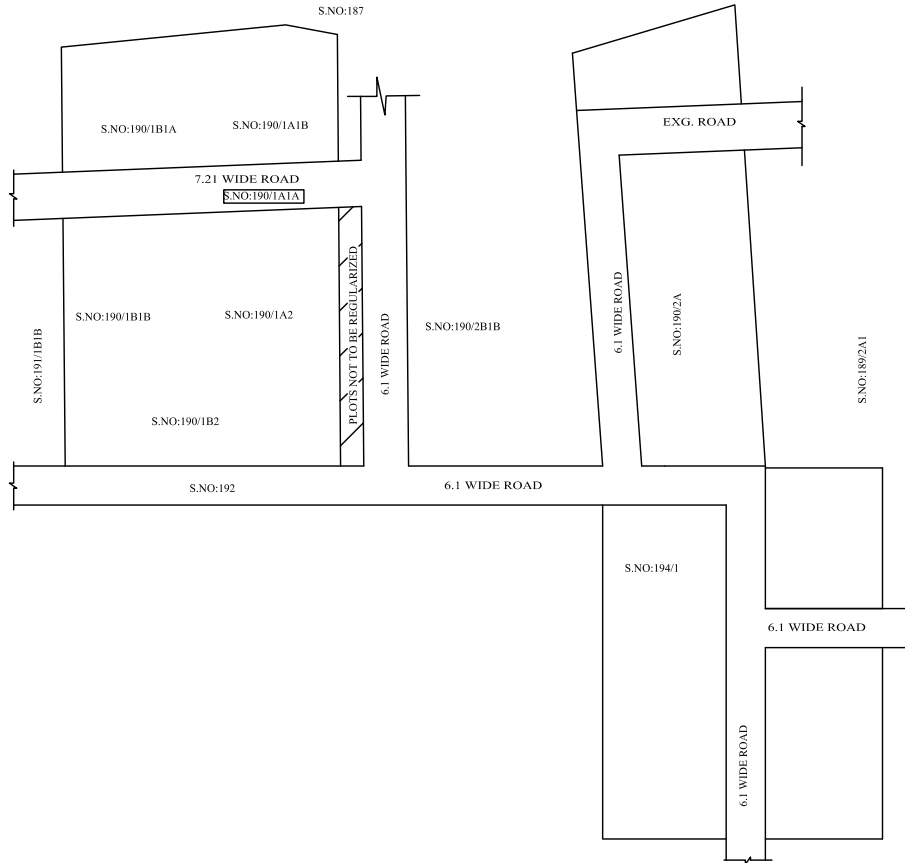 S.NO:187
S.NO:190/1B1A
S.NO:190/1A1B
EXG. ROAD
7.21 WIDE ROAD
S.NO:190/1A1A
PLOTS NOT TO BE REGULARIZED
6.1 WIDE ROAD
S.NO:190/1B1B
S.NO:190/1A2
S.NO:190/2B1B
6.1 WIDE ROAD
S.NO:190/2A
S.NO:191/1B1B
S.NO:189/2A1
S.NO:190/1B2
S.NO:192
6.1 WIDE ROAD
S.NO:194/1
6.1 WIDE ROAD
6.1 WIDE ROAD